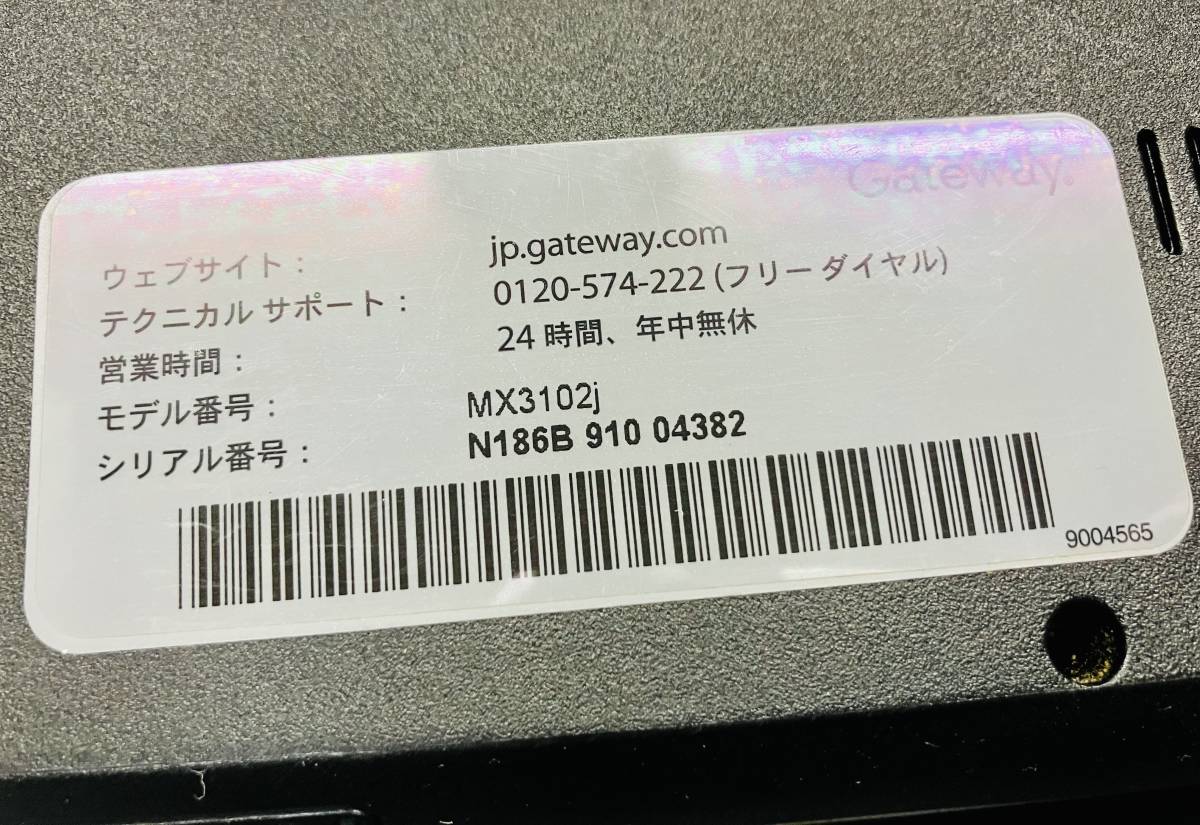 Gateway.
ウェブサイト： jp.gateway.com
テクニカル サポート： 0120-574-222 (フリー ダイヤル)
営業時間： 24 時間、年中無休
モデル番号： MX3102j
シリアル番号： N186B 910 04382
9004565